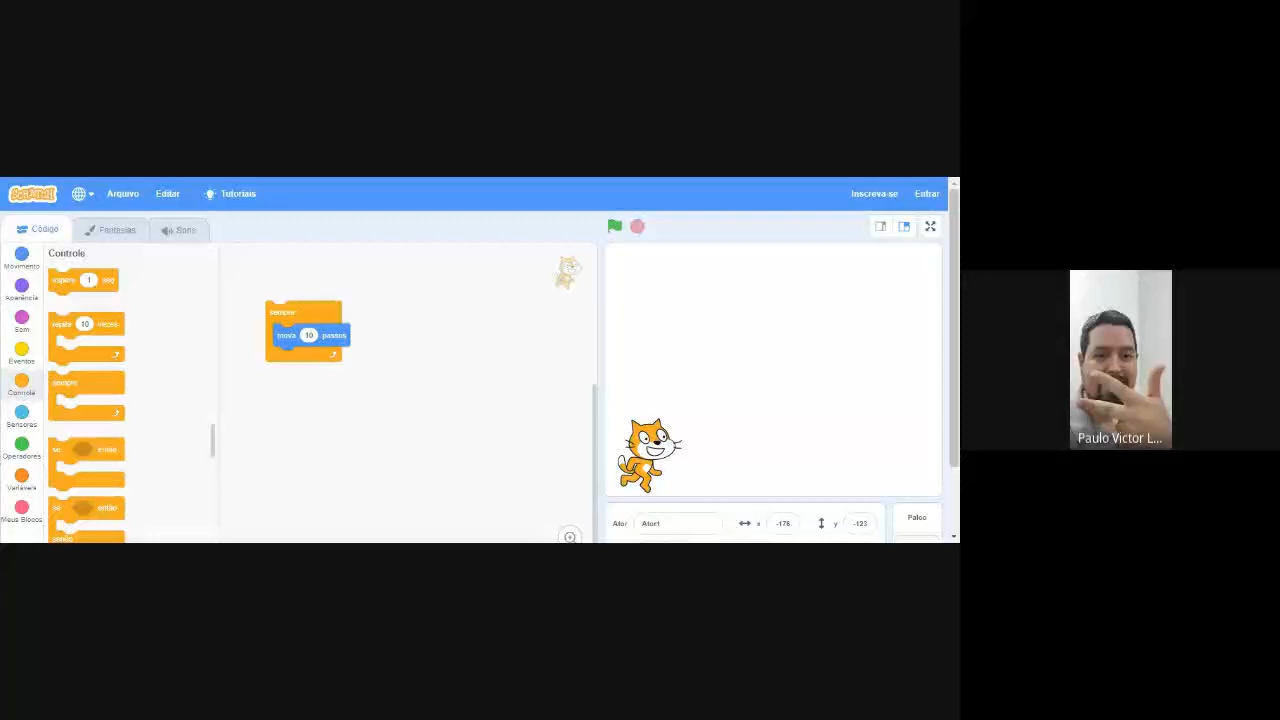 SCRATCH
Arquivo
Editar
Tutoriais
Inscreva-se
Entrar
Código
Fantasias
Sons
Movimento
Aparência
Som
Eventos
Controle
Sensores
Operadores
Variáveis
Meus Blocos
Controle
espere 1 seg
repita 10 vezes
sempre
se então
se então
senão
sempre
mova 10 passos
Ator Ator1 x -176 y -123
Palco
Paulo Victor L...